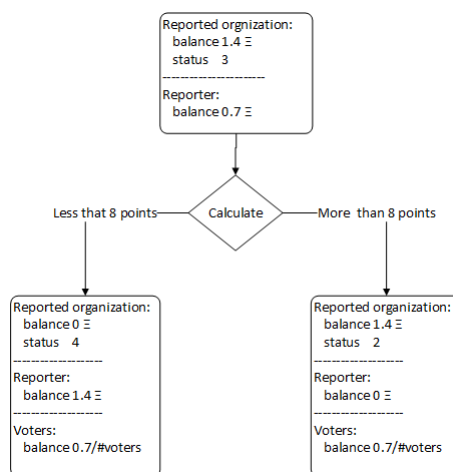 Reported orgnization:
balance 1.4 Ξ
status 3
-----------------------
Reporter:
balance 0.7 Ξ
Calculate
Less that 8 points
More than 8 points
Reported organization:
balance 0 Ξ
status 4
--------------------
Reporter:
balance 1.4 Ξ
--------------------
Voters:
balance 0.7/#voters
Reported organization:
balance 1.4 Ξ
status 2
--------------------
Reporter:
balance 0 Ξ
--------------------
Voters:
balance 0.7/#voters